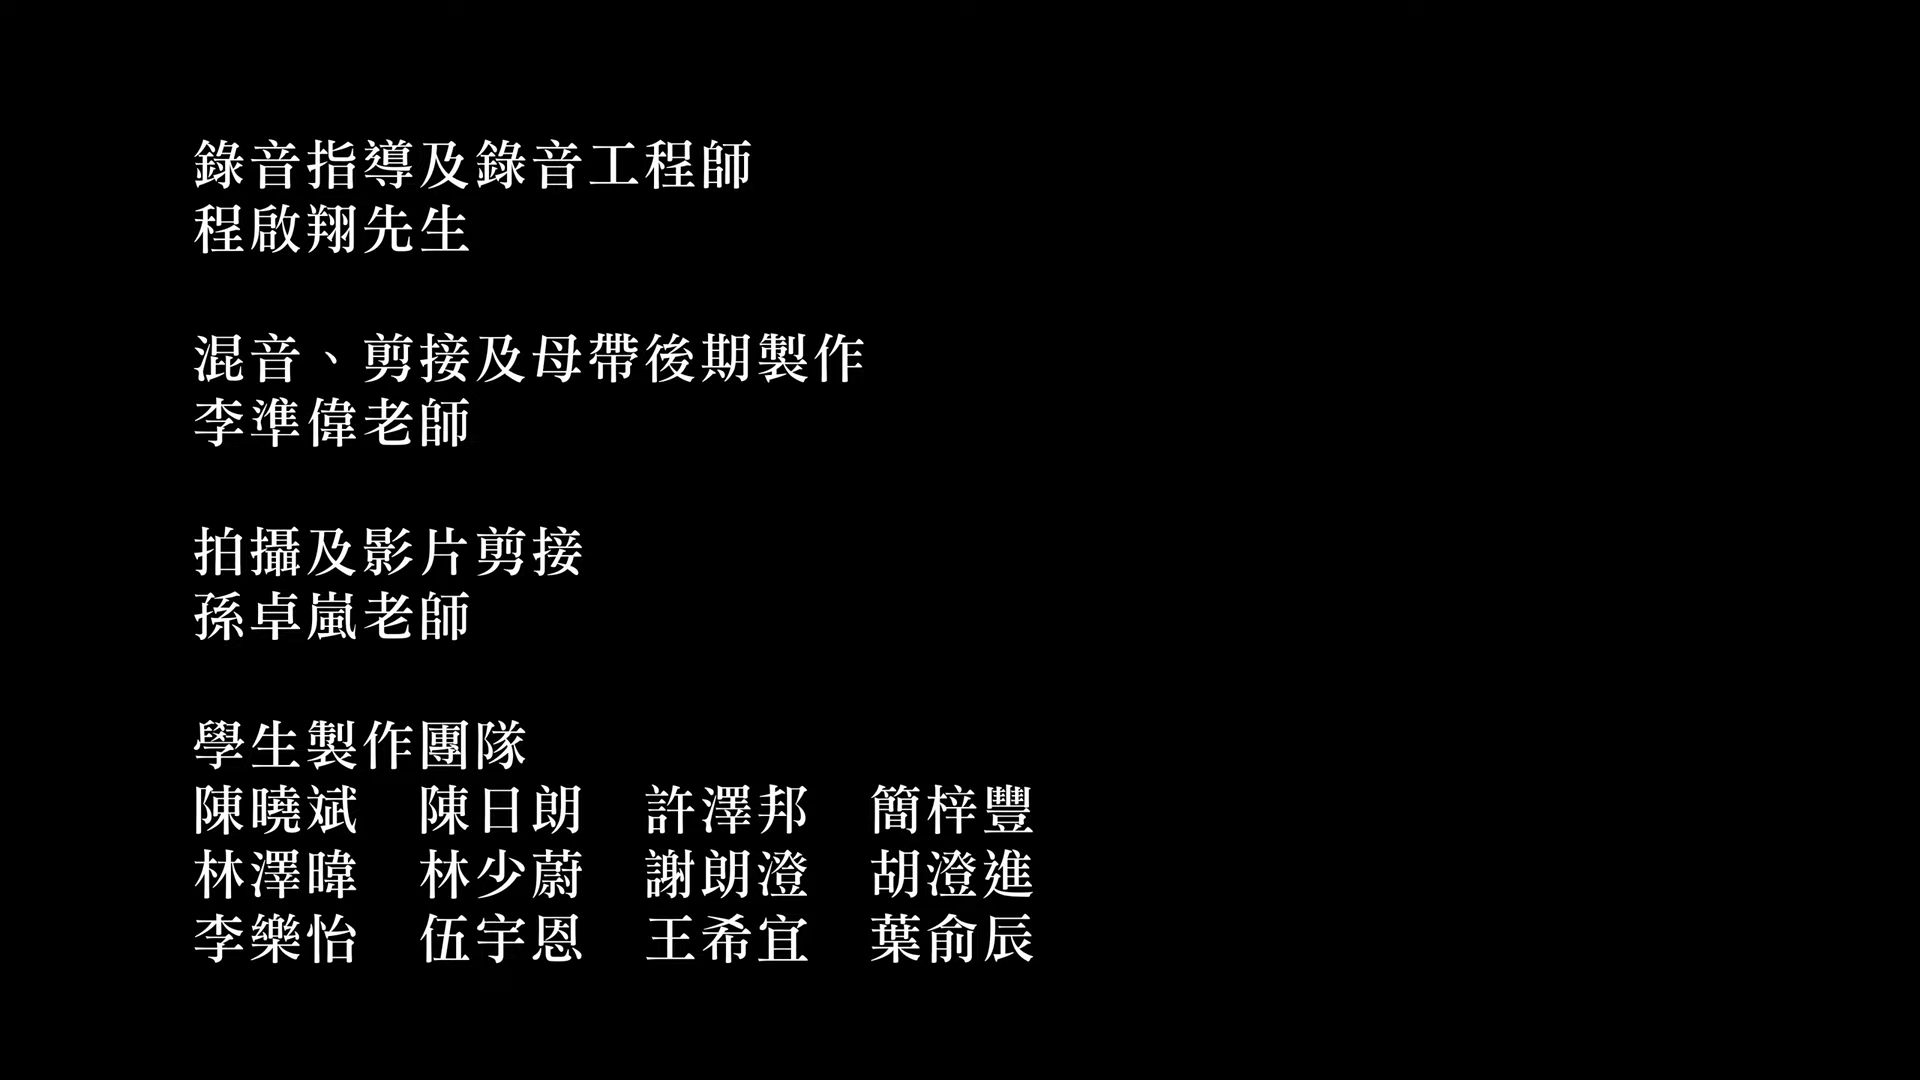 錄音指導及錄音工程師
程啟翔先生
混音、剪接及母帶後期製作
李準偉老師
拍攝及影片剪接
孫卓嵐老師
學生製作團隊
陳曉斌　陳日朗　許澤邦　簡梓豐
林澤暐　林少蔚　謝朗澄　胡澄進
李樂怡　伍宇恩　王希宜　葉俞辰